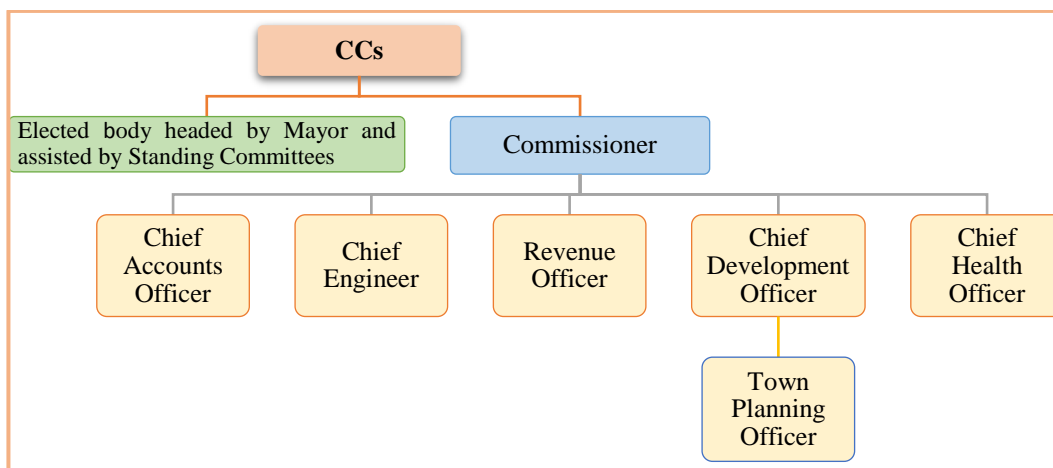 CCs
Elected body headed by Mayor and
assisted by Standing Committees
Commissioner
Chief
Accounts
Officer
Chief
Engineer
Revenue
Officer
Chief
Development
Officer
Chief
Health
Officer
Town
Planning
Officer